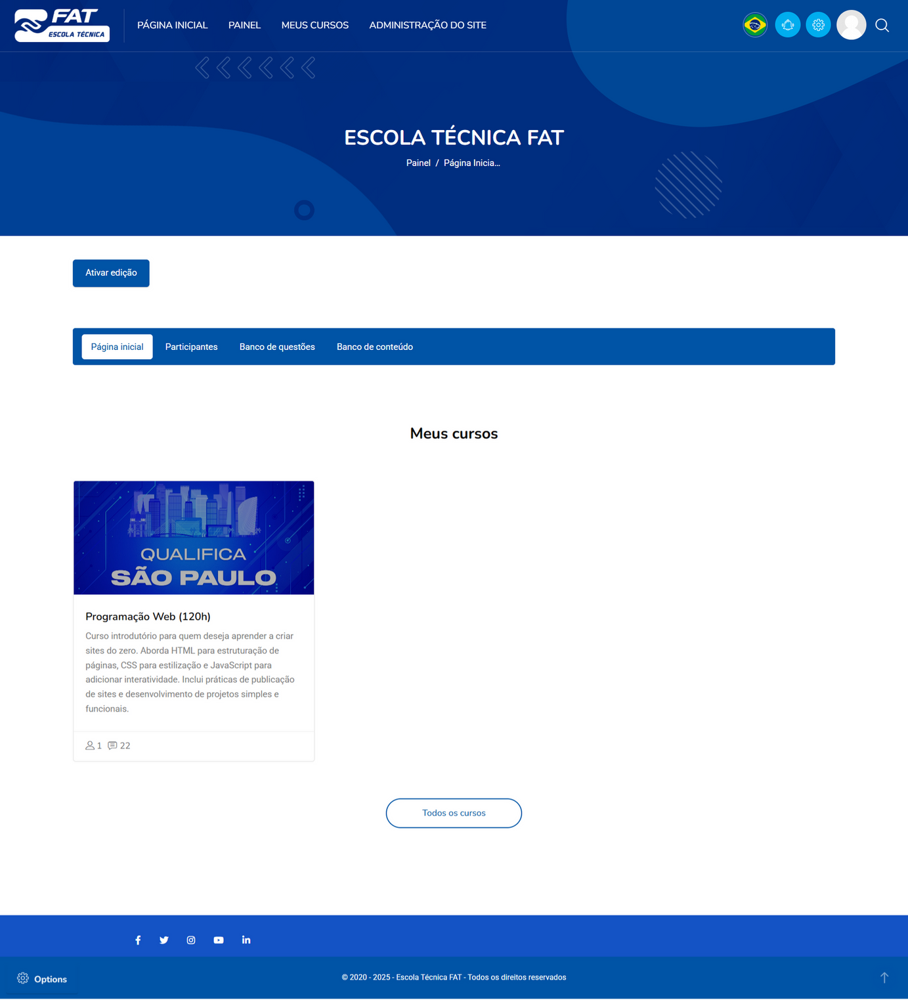 FAT
ESCOLA TÉCNICA
PÁGINA INICIAL
PAINEL
MEUS CURSOS
ADMINISTRAÇÃO DO SITE
ESCOLA TÉCNICA FAT
Painel / Página Inicia...
Ativar edição
Página inicial
Participantes
Banco de questões
Banco de conteúdo
Meus cursos
QUALIFICA
SÃO PAULO
Programação Web (120h)
Curso introdutório para quem deseja aprender a criar
sites do zero. Aborda HTML para estruturação de
páginas, CSS para estilização e JavaScript para
adicionar interatividade. Inclui práticas de publicação
de sites e desenvolvimento de projetos simples e
funcionais.
1 22
Todos os cursos
Options
© 2020 - 2025 - Escola Técnica FAT - Todos os direitos reservados